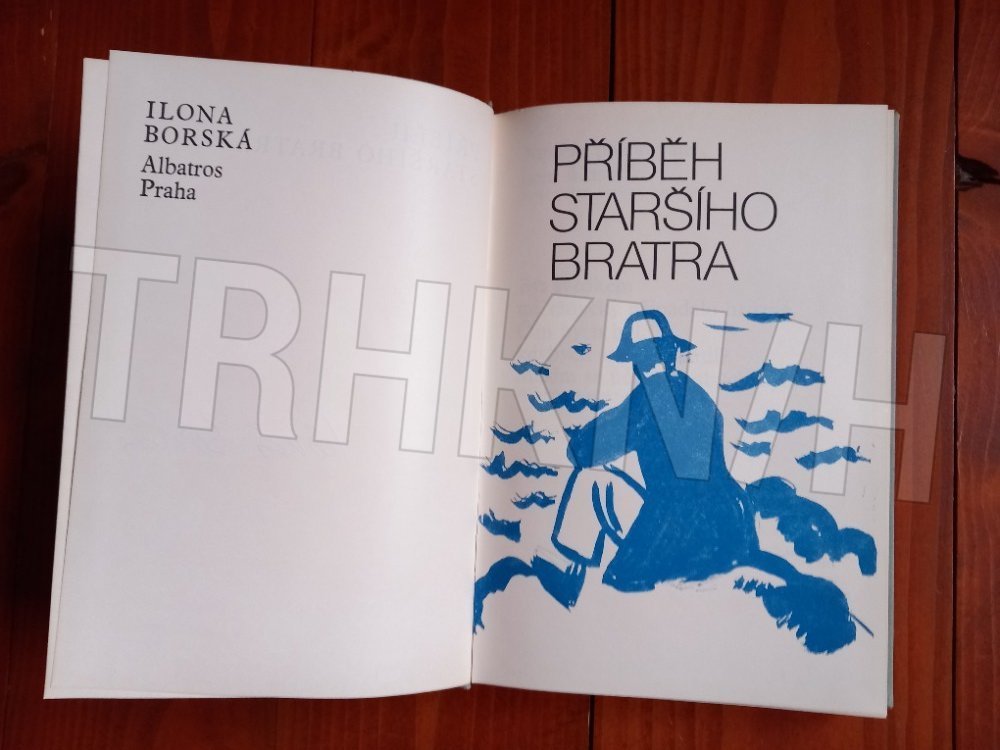 ILONA
BORSKÁ
Albatros
Praha
PŘÍBĚH
STARŠÍHO
BRATRA
TRHKNIH